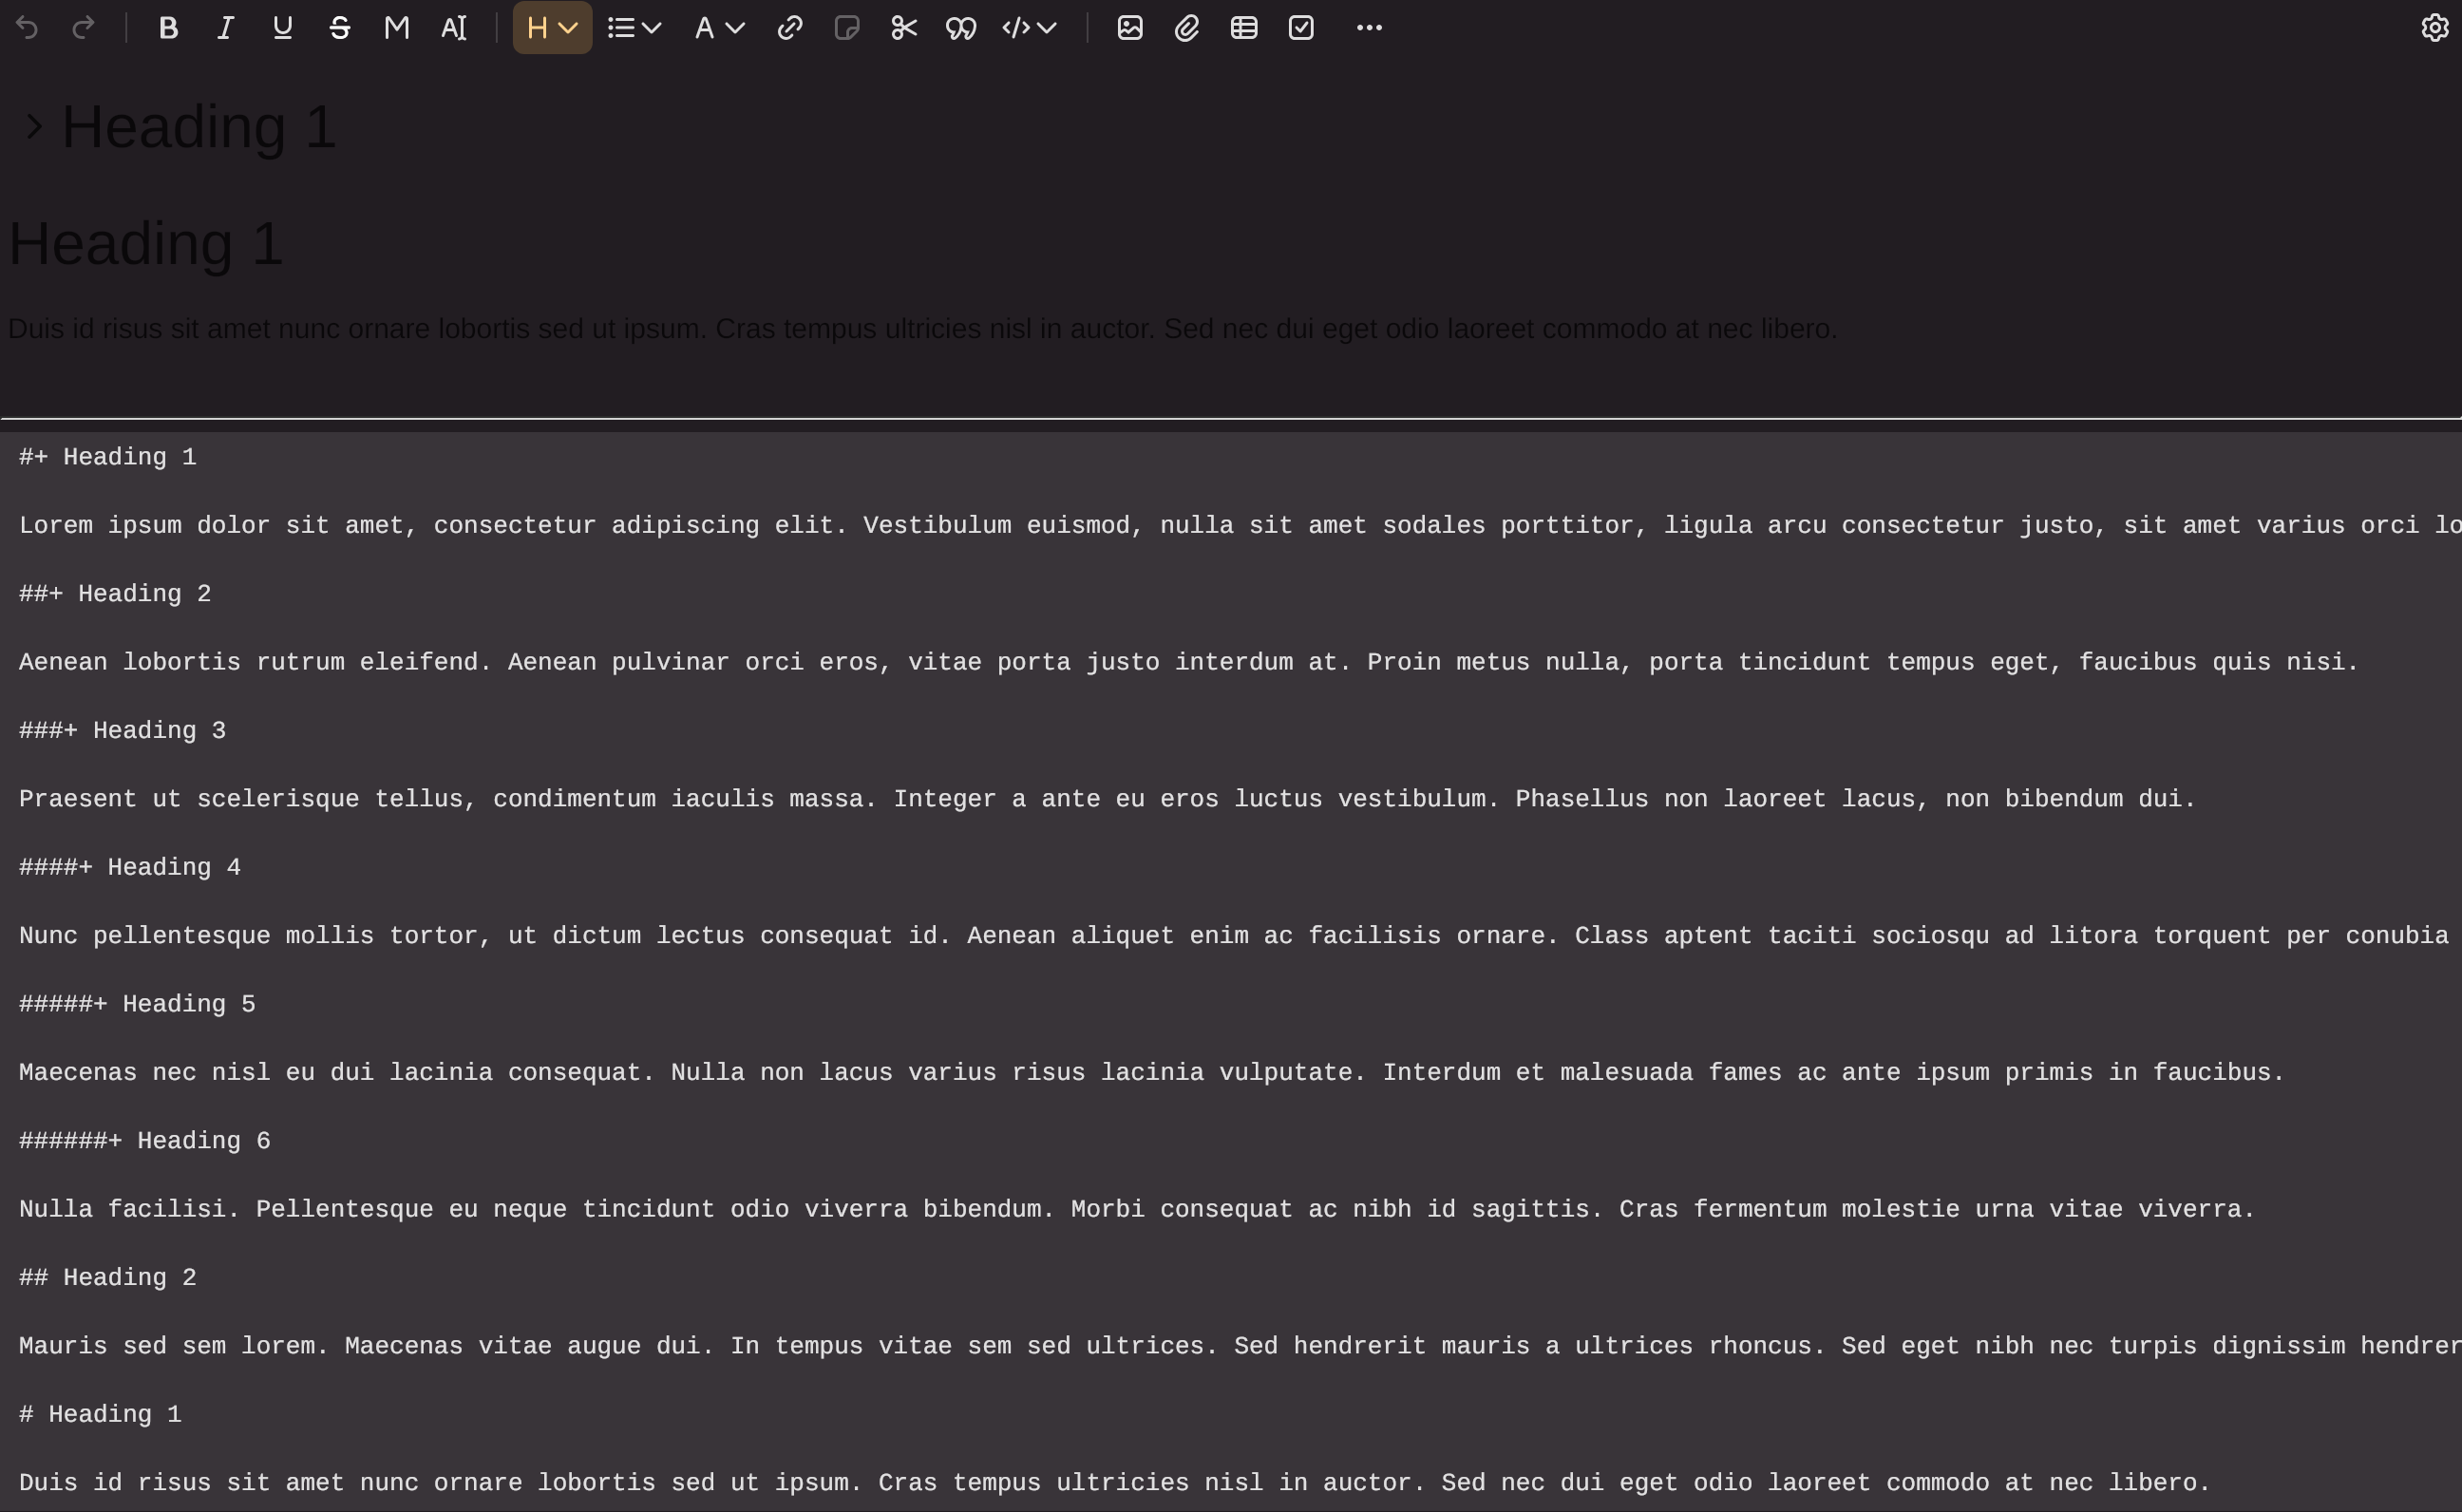 Heading 1
Heading 1
Duis id risus sit amet nunc ornare lobortis sed ut ipsum. Cras tempus ultricies nisl in auctor. Sed nec dui eget odio laoreet commodo at nec libero.
#+ Heading 1
Lorem ipsum dolor sit amet, consectetur adipiscing elit. Vestibulum euismod, nulla sit amet sodales porttitor, ligula arcu consectetur justo, sit amet varius orci lo
##+ Heading 2
Aenean lobortis rutrum eleifend. Aenean pulvinar orci eros, vitae porta justo interdum at. Proin metus nulla, porta tincidunt tempus eget, faucibus quis nisi.
###+ Heading 3
Praesent ut scelerisque tellus, condimentum iaculis massa. Integer a ante eu eros luctus vestibulum. Phasellus non laoreet lacus, non bibendum dui.
####+ Heading 4
Nunc pellentesque mollis tortor, ut dictum lectus consequat id. Aenean aliquet enim ac facilisis ornare. Class aptent taciti sociosqu ad litora torquent per conubia
#####+ Heading 5
Maecenas nec nisl eu dui lacinia consequat. Nulla non lacus varius risus lacinia vulputate. Interdum et malesuada fames ac ante ipsum primis in faucibus.
######+ Heading 6
Nulla facilisi. Pellentesque eu neque tincidunt odio viverra bibendum. Morbi consequat ac nibh id sagittis. Cras fermentum molestie urna vitae viverra.
## Heading 2
Mauris sed sem lorem. Maecenas vitae augue dui. In tempus vitae sem sed ultrices. Sed hendrerit mauris a ultrices rhoncus. Sed eget nibh nec turpis dignissim hendrer
# Heading 1
Duis id risus sit amet nunc ornare lobortis sed ut ipsum. Cras tempus ultricies nisl in auctor. Sed nec dui eget odio laoreet commodo at nec libero.